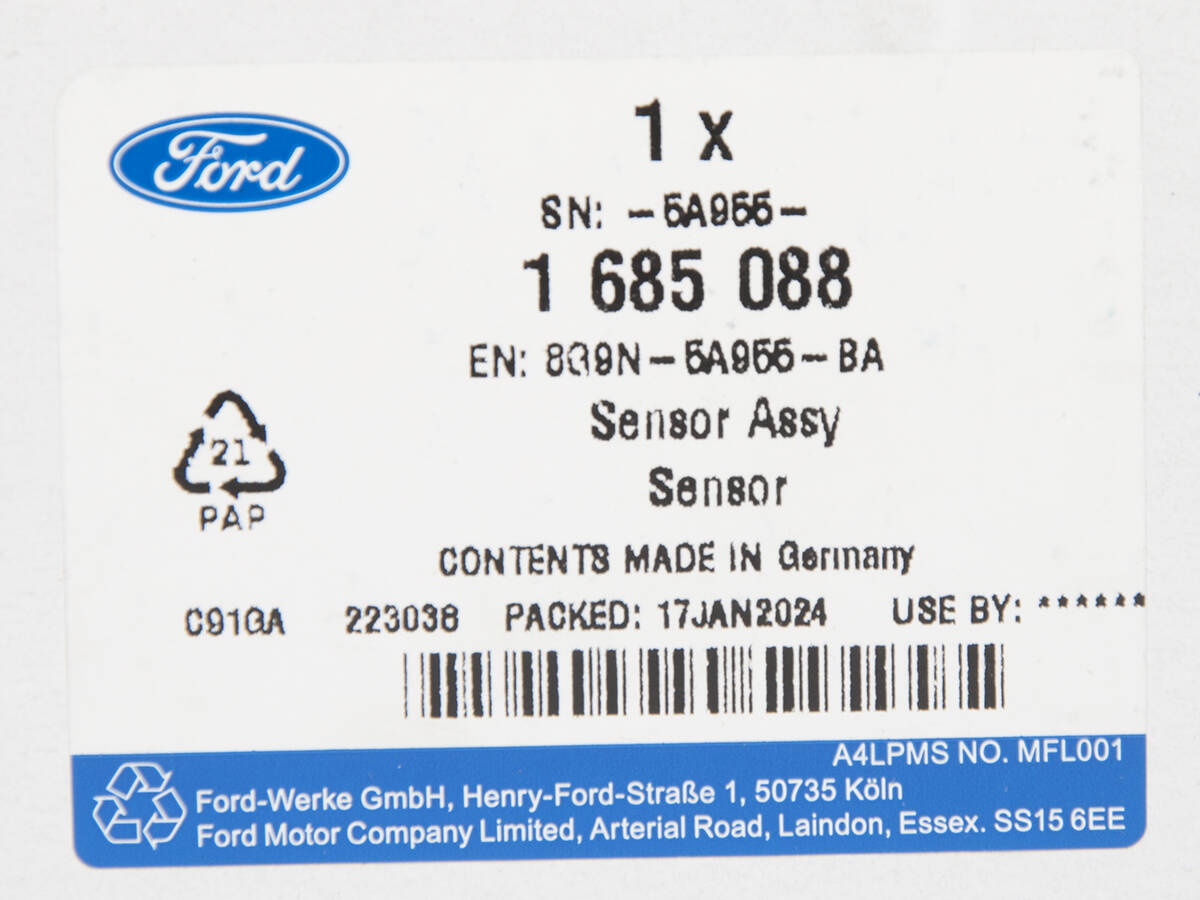 Ford
1 x
SN: -5A955-
1 685 088
EN: 8G9N-5A955-BA
Sensor Assy
21
Sensor
PAP
CONTENTS MADE IN Germany
C91GA 223038 PACKED: 17JAN2024 USE BY: ******
A4LPMS NO. MFL001
Ford-Werke GmbH, Henry-Ford-Straße 1, 50735 Köln
Ford Motor Company Limited, Arterial Road, Laindon, Essex. SS15 6EE